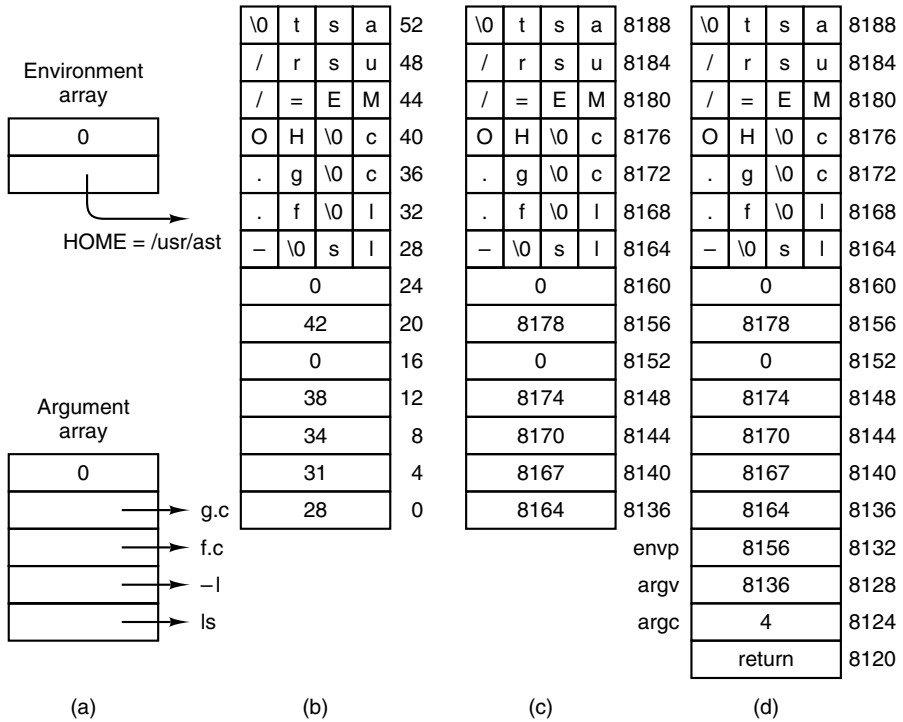 \0 t s a 52 \0 t s a 8188 \0 t s a 8188
/ r s u 48 / r s u 8184 / r s u 8184
Environment
array
/ = E M 44 / = E M 8180 / = E M 8180
0 O H \0 c 40 O H \0 c 8176 O H \0 c 8176
. g \0 c 36 . g \0 c 8172 . g \0 c 8172
. f \0 l 32 . f \0 l 8168 . f \0 l 8168
HOME = /usr/ast – \0 s l 28 – \0 s l 8164 – \0 s l 8164
0 24 0 8160 0 8160
42 20 8178 8156 8178 8156
0 16 0 8152 0 8152
38 12 8174 8148 8174 8148
Argument
array
34 8 8170 8144 8170 8144
0 31 4 8167 8140 8167 8140
g.c 28 0 8164 8136 8164 8136
f.c envp 8156 8132
–l argv 8136 8128
ls argc 4 8124
return 8120
(a) (b) (c) (d)